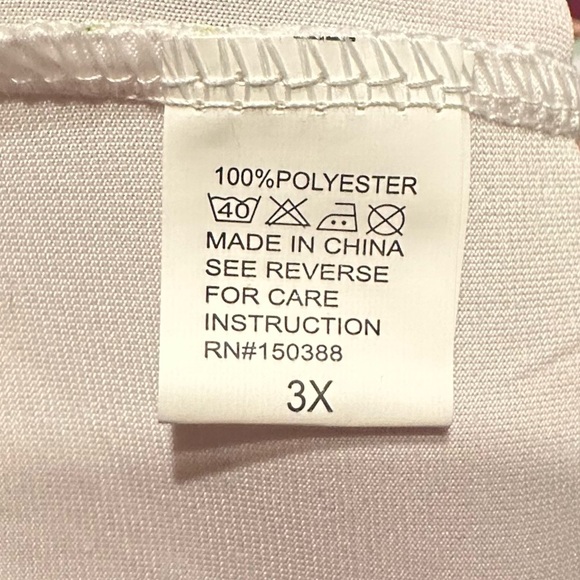 100%POLYESTER
40
MADE IN CHINA
SEE REVERSE
FOR CARE
INSTRUCTION
RN#150388
3X